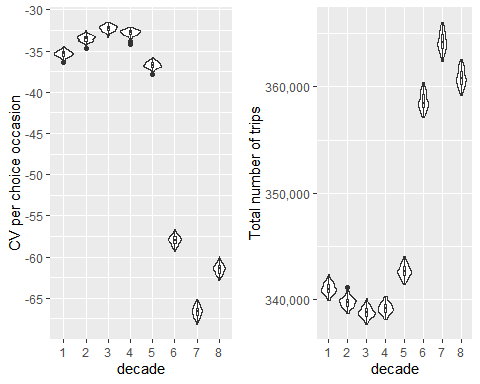 CV per choice occasion
-30
-35
-40
-45
-50
-55
-60
-65
1 2 3 4 5 6 7 8
decade
Total number of trips
360,000
350,000
340,000
1 2 3 4 5 6 7 8
decade